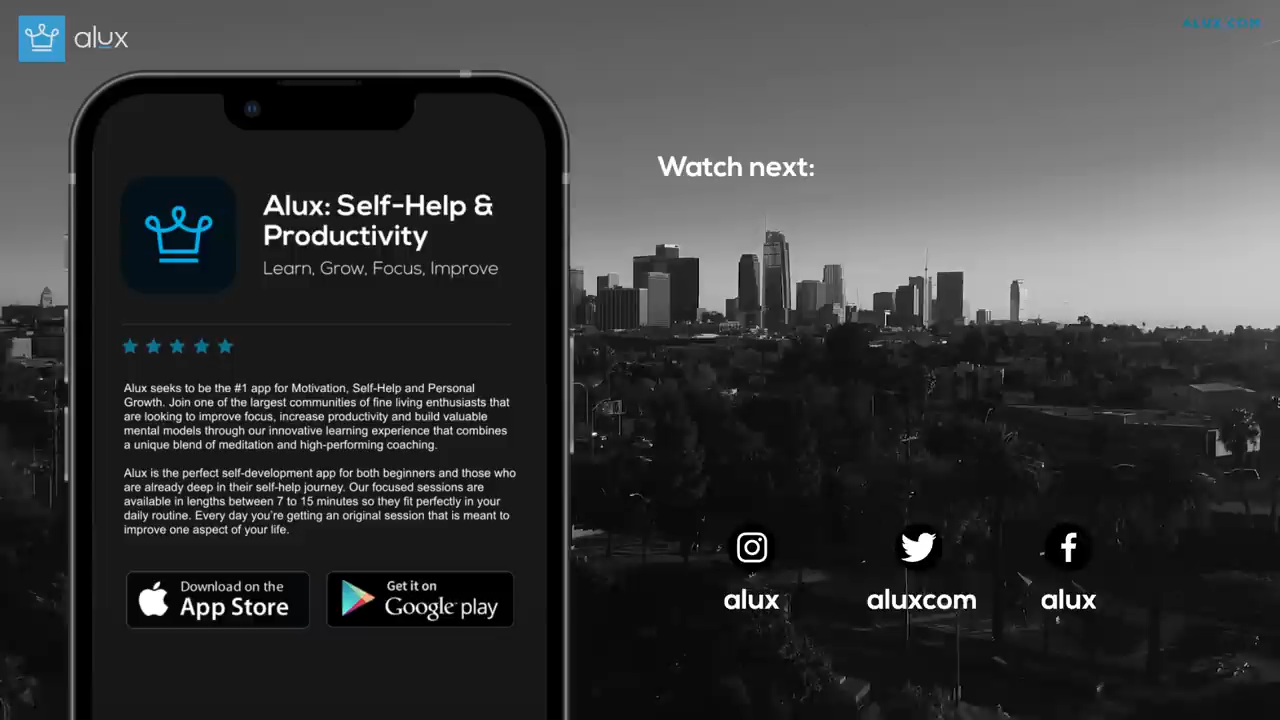 alux
ALUX.COM
Alux: Self-Help &
Productivity
Learn, Grow, Focus, Improve
Alux seeks to be the #1 app for Motivation, Self-Help and Personal
Growth. Join one of the largest communities of fine living enthusiasts that
are looking to improve focus, increase productivity and build valuable
mental models through our innovative learning experience that combines
a unique blend of meditation and high-performing coaching.
Alux is the perfect self-development app for both beginners and those who
are already deep in their self-help journey. Our focused sessions are
available in lengths between 7 to 15 minutes so they fit perfectly in your
daily routine. Every day you're getting an original session that is meant to
improve one aspect of your life.
Download on the
App Store
Get it on
Google play
Watch next:
alux
aluxcom
alux